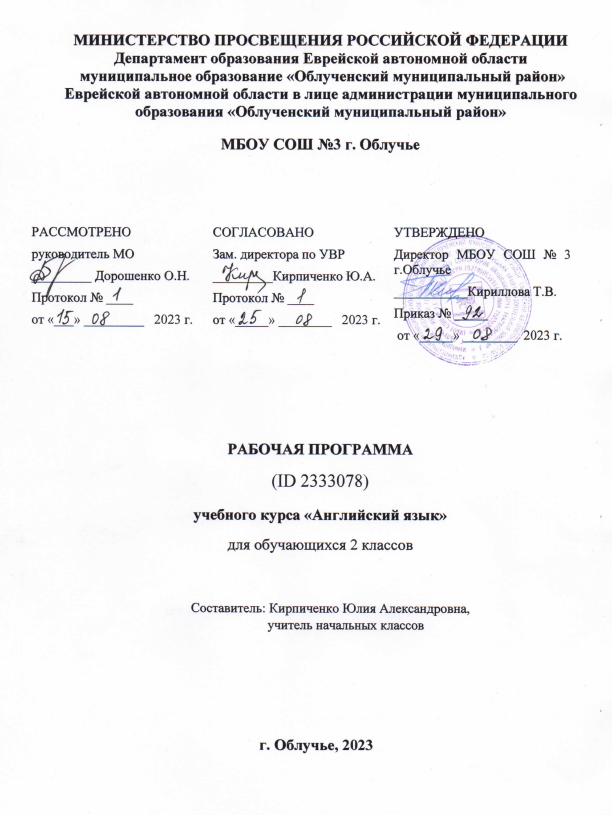 МИНИСТЕРСТВО ПРОСВЕЩЕНИЯ РОССИЙСКОЙ ФЕДЕРАЦИИ
Департамент образования Еврейской автономной области
муниципальное образование «Облученский муниципальный район»
Еврейской автономной области в лице администрации муниципального
образования «Облученский муниципальный район»
МБОУ СОШ №3 г. Облучье
РАССМОТРЕНО
руководитель МО
Дорошенко О.Н.
Протокол № 1
от «15» 08 2023 г.
СОГЛАСОВАНО
Зам. директора по УВР
Кирпиченко Ю.А.
Протокол № 1
от «25» 08 2023 г.
УТВЕРЖДЕНО
Директор МБОУ СОШ № 3
г.Облучье
Кириллова Т.В.
Приказ № 92
от «29» 08 2023 г.
РАБОЧАЯ ПРОГРАММА
(ID 2333078)
учебного курса «Английский язык»
для обучающихся 2 классов
Составитель: Кирпиченко Юлия Александровна,
учитель начальных классов
г. Облучье, 2023